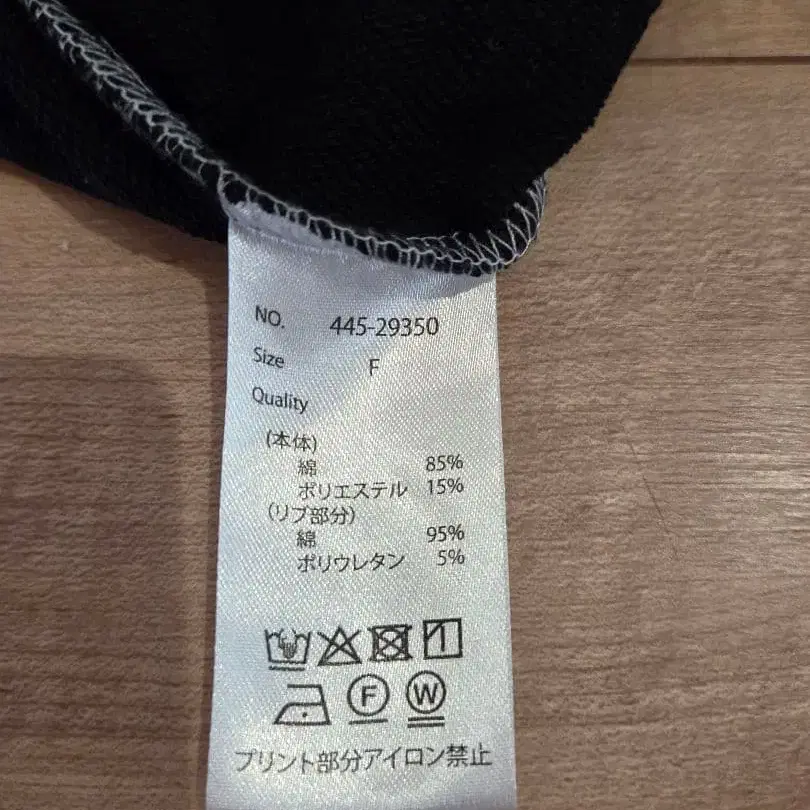 NO. 445-29350
Size F
Quality
(本体)
綿 85%
ポリエステル 15%
(リブ部分)
綿 95%
ポリウレタン 5%
F W
プリント部分アイロン禁止